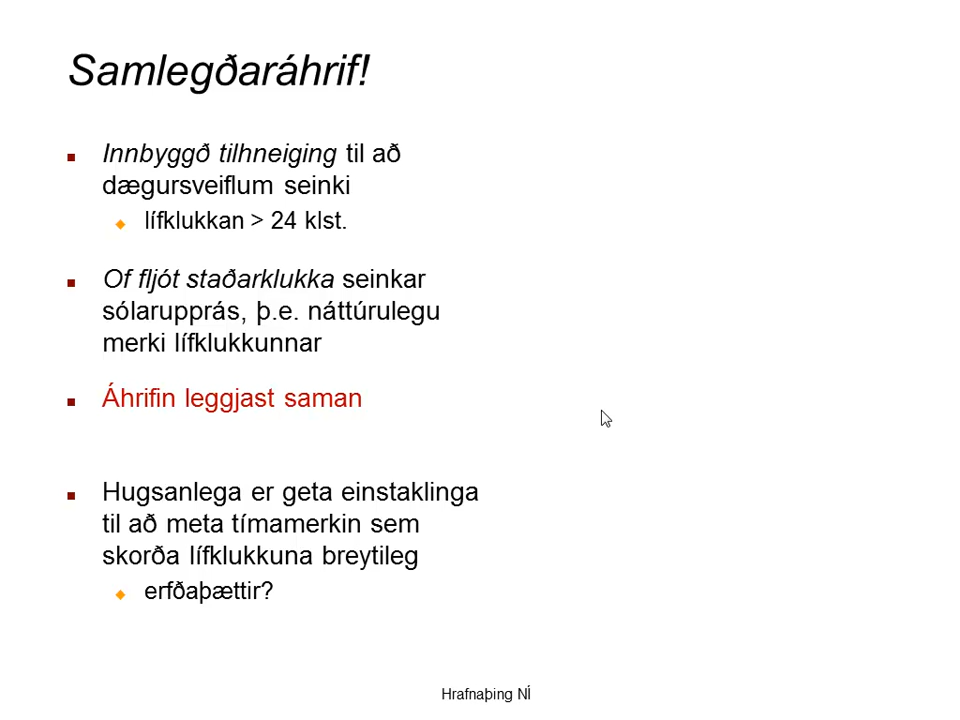 Samlegðaráhrif!
Innbyggð tilhneiging til að
dægursveiflum seinki
lífklukkan > 24 klst.
Of fljót staðarklukka seinkar
sólarupprás, þ.e. náttúrulegu
merki lífklukkunnar
Áhrifin leggjast saman
Hugsanlega er geta einstaklinga
til að meta tímamerkin sem
skorða lífklukkuna breytileg
erfðaþættir?
Hrafnaþing NÍ